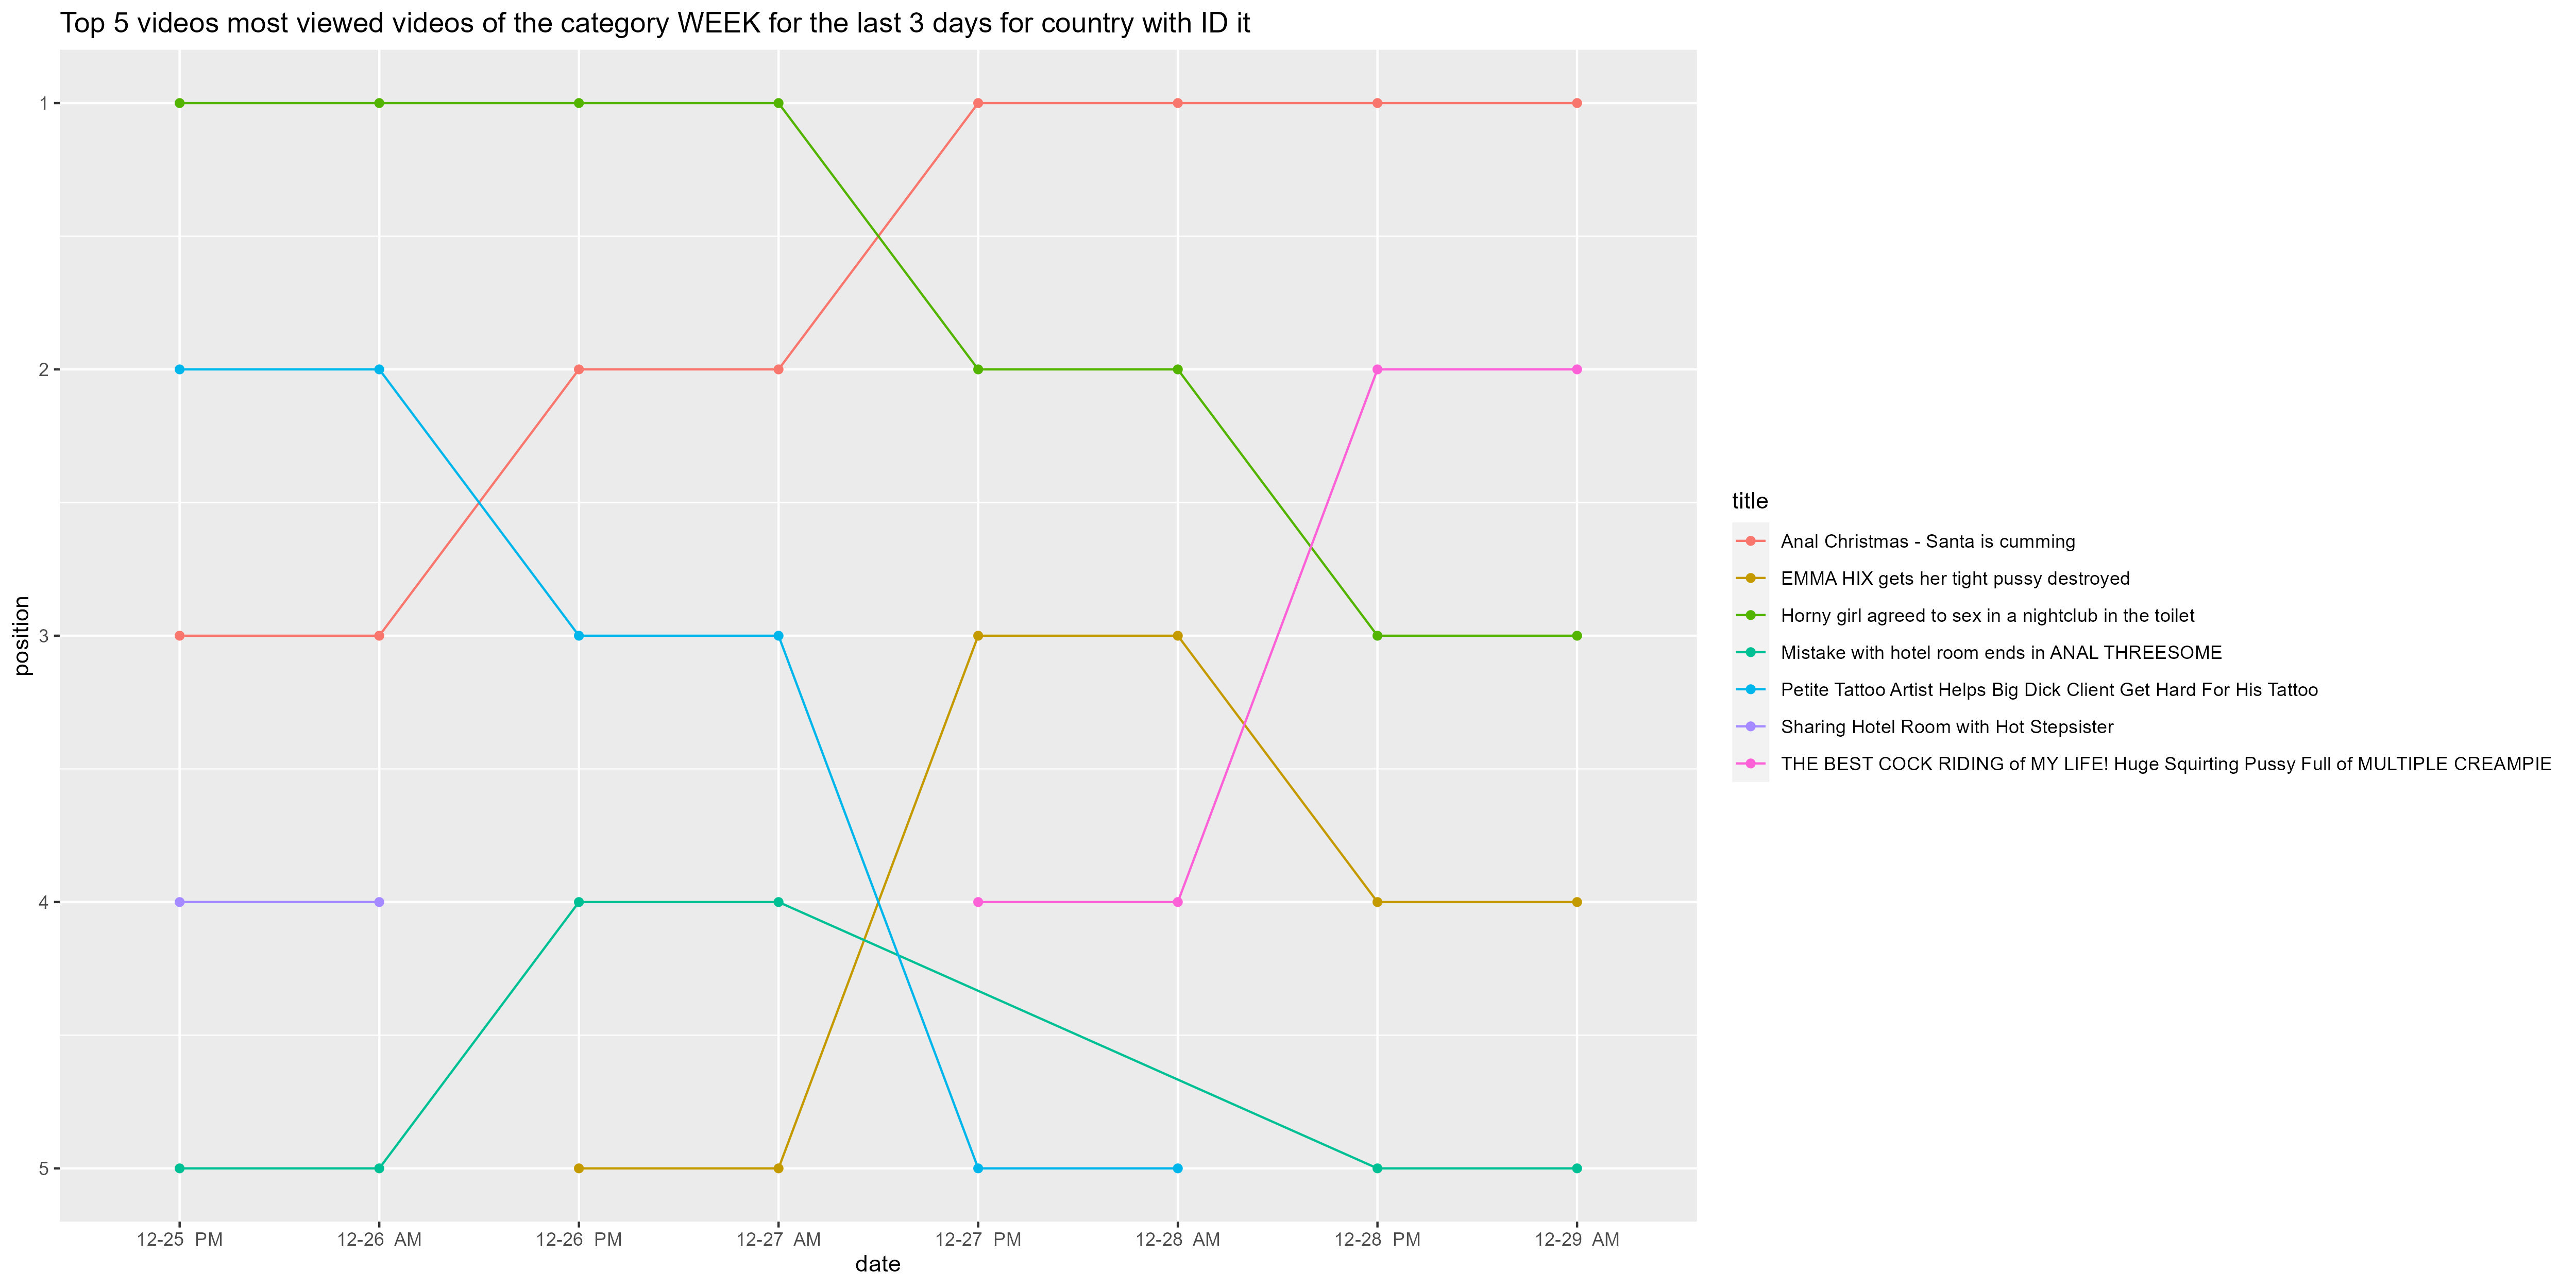 Top 5 videos most viewed videos of the category WEEK for the last 3 days for country with ID it
position
1
2
3
4
5
12-25 PM
12-26 AM
12-26 PM
12-27 AM
12-27 PM
12-28 AM
12-28 PM
12-29 AM
date
title
Anal Christmas - Santa is cumming
EMMA HIX gets her tight pussy destroyed
Horny girl agreed to sex in a nightclub in the toilet
Mistake with hotel room ends in ANAL THREESOME
Petite Tattoo Artist Helps Big Dick Client Get Hard For His Tattoo
Sharing Hotel Room with Hot Stepsister
THE BEST COCK RIDING of MY LIFE! Huge Squirting Pussy Full of MULTIPLE CREAMPIE